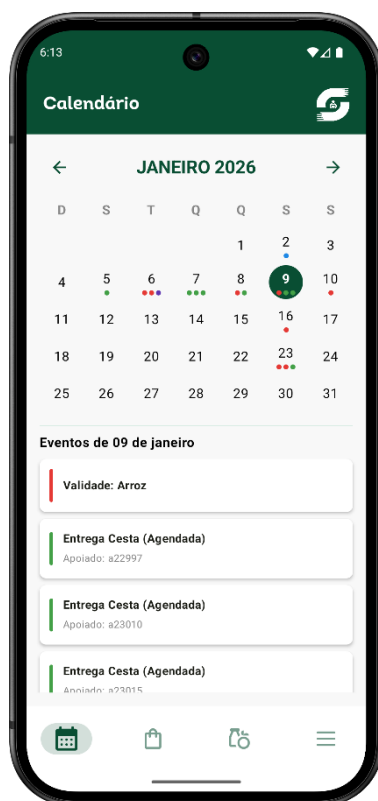 6:13
Calendário
JANEIRO 2026
D S T Q Q S S
1 2 3
4 5 6 7 8 9 10
11 12 13 14 15 16 17
18 19 20 21 22 23 24
25 26 27 28 29 30 31
Eventos de 09 de janeiro
Validade: Arroz
Entrega Cesta (Agendada)
Apoiado: a22997
Entrega Cesta (Agendada)
Apoiado: a23010
Entrega Cesta (Agendada)
Apoiado: a23015